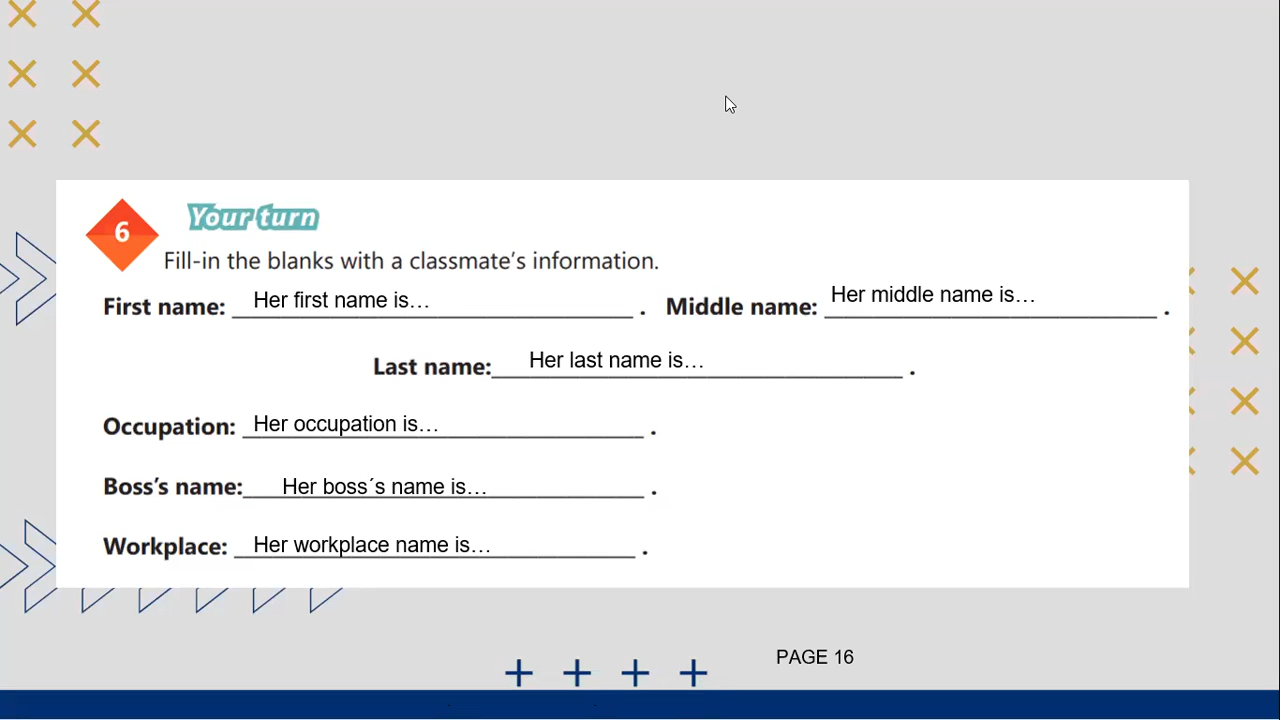 6
Your turn
Fill-in the blanks with a classmate's information.
First name: Her first name is… . Middle name: Her middle name is… .
Last name: Her last name is… .
Occupation: Her occupation is… .
Boss's name: Her boss´s name is… .
Workplace: Her workplace name is… .
PAGE 16